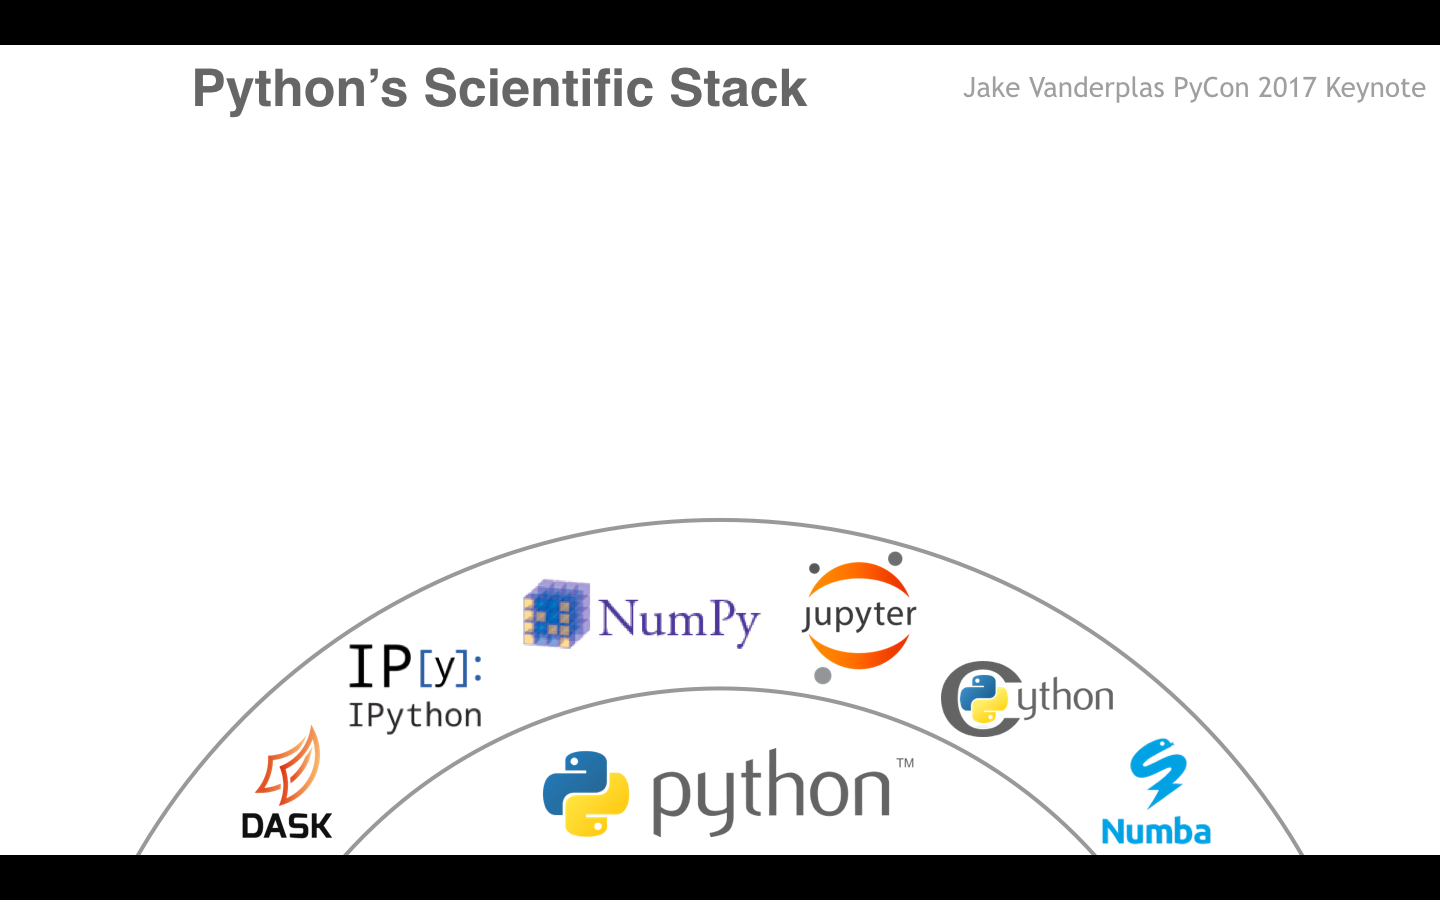 Python’s Scientific Stack
Jake Vanderplas PyCon 2017 Keynote
NumPy
jupyter
IP[y]:
IPython
Cython
DASK
python™
Numba